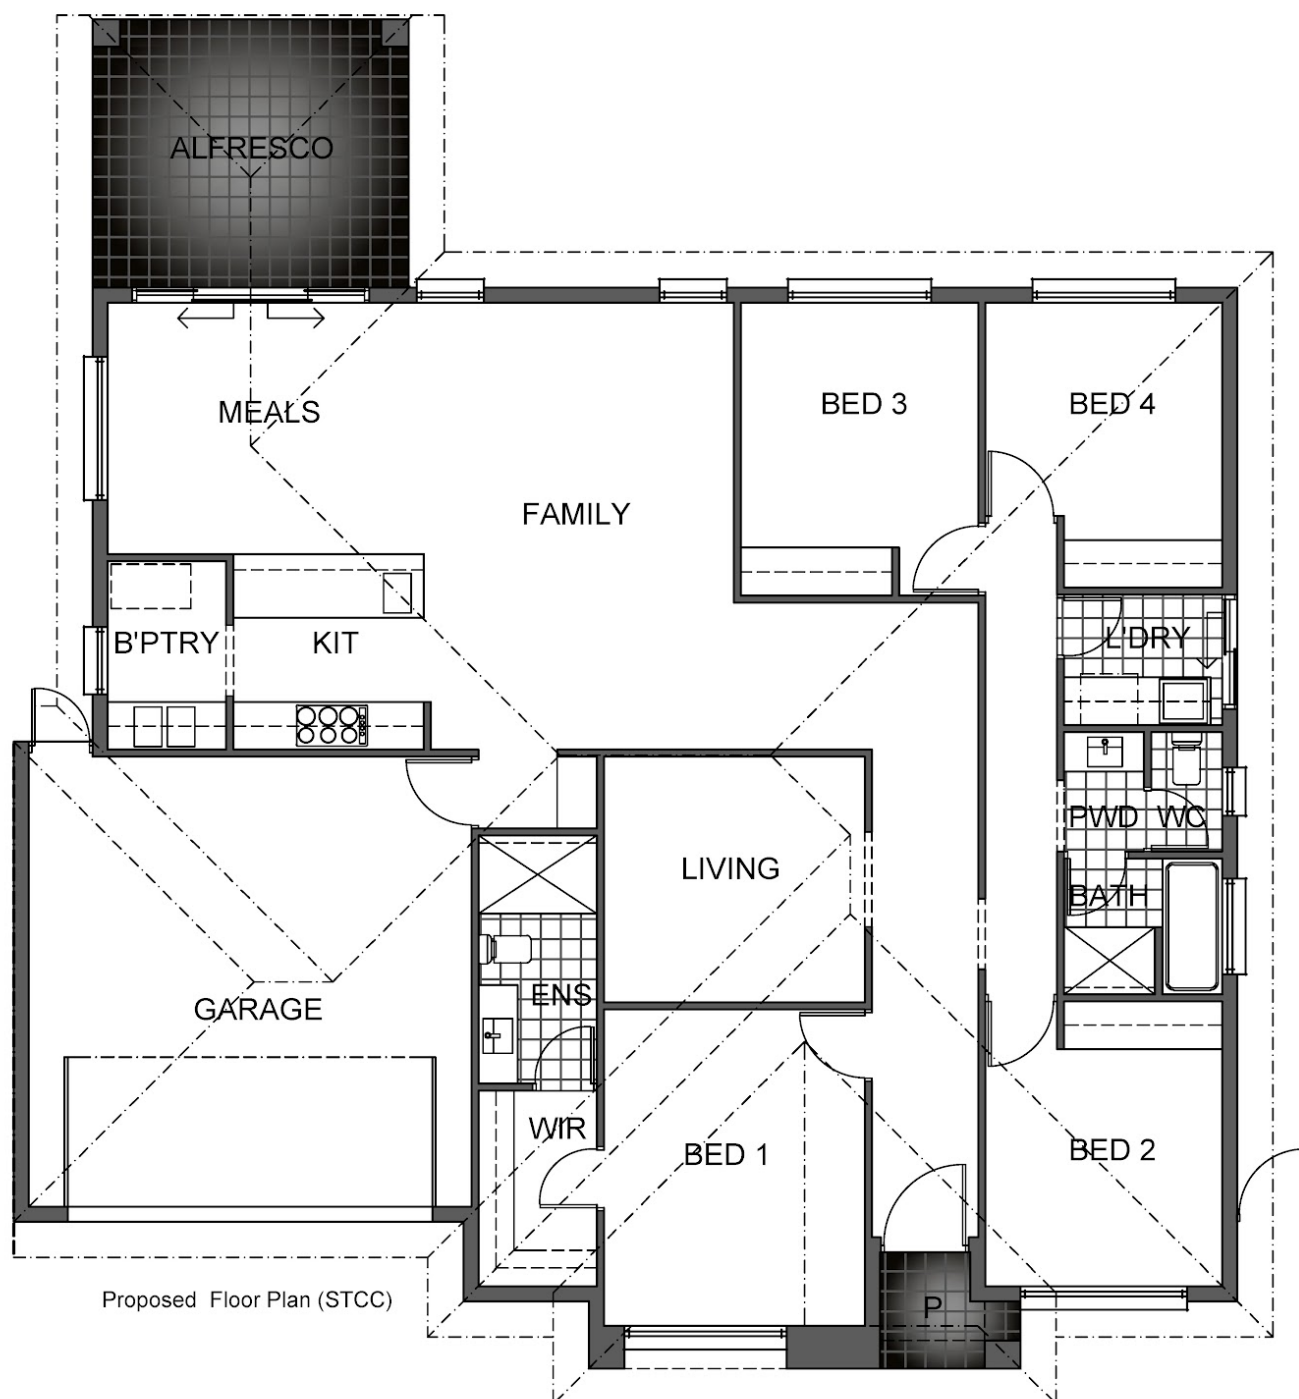 ALFRESCO
MEALS
BED 3
BED 4
FAMILY
B'PTRY
KIT
L'DRY
PWD
WC
LIVING
BATH
ENS
GARAGE
WIR
BED 1
BED 2
P
Proposed Floor Plan (STCC)